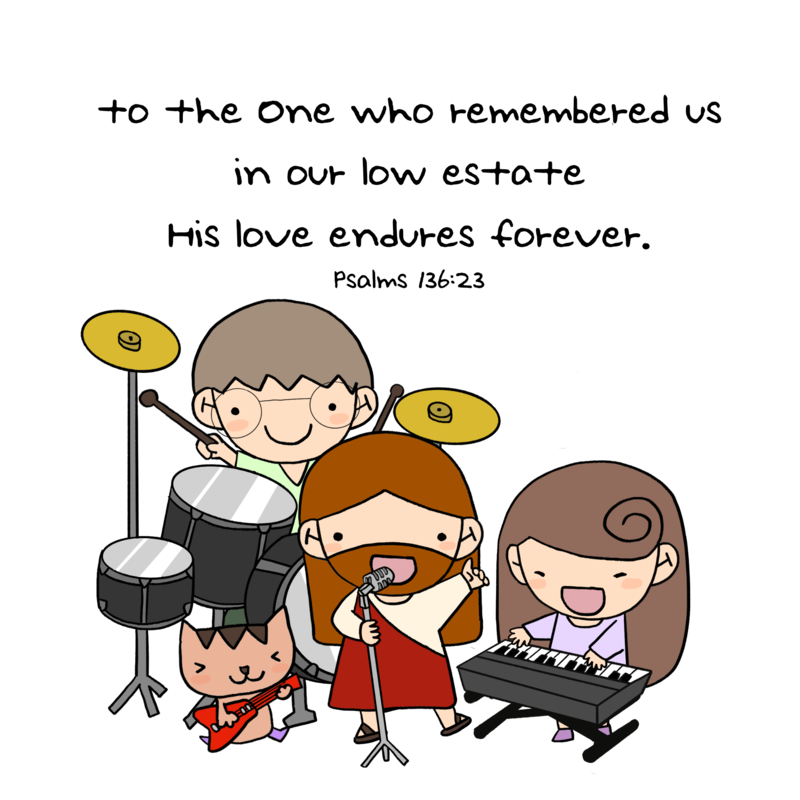 to the One who remembered us
in our low estate
His love endures forever.
Psalms 136:23